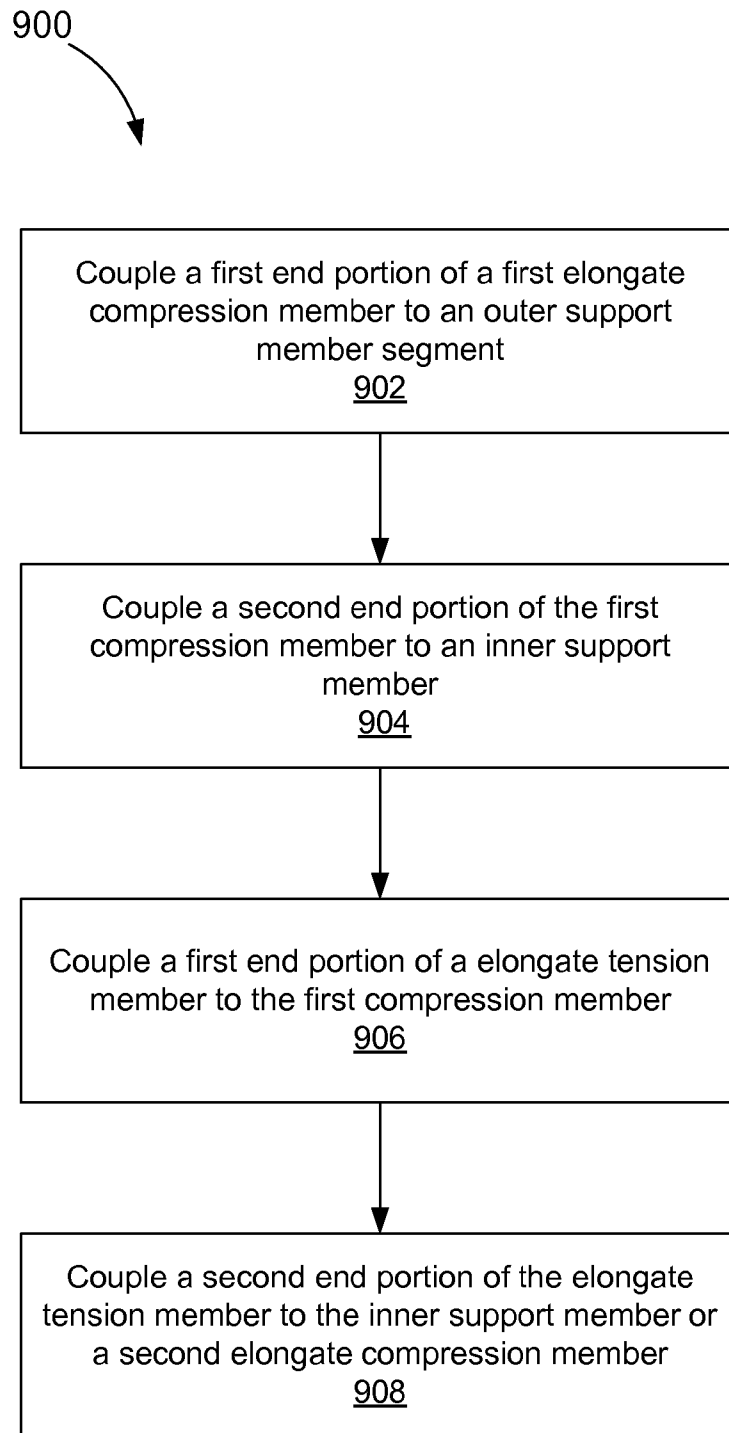 900
Couple a first end portion of a first elongate
compression member to an outer support
member segment
902
Couple a second end portion of the first
compression member to an inner support
member
904
Couple a first end portion of a elongate tension
member to the first compression member
906
Couple a second end portion of the elongate
tension member to the inner support member or
a second elongate compression member
908